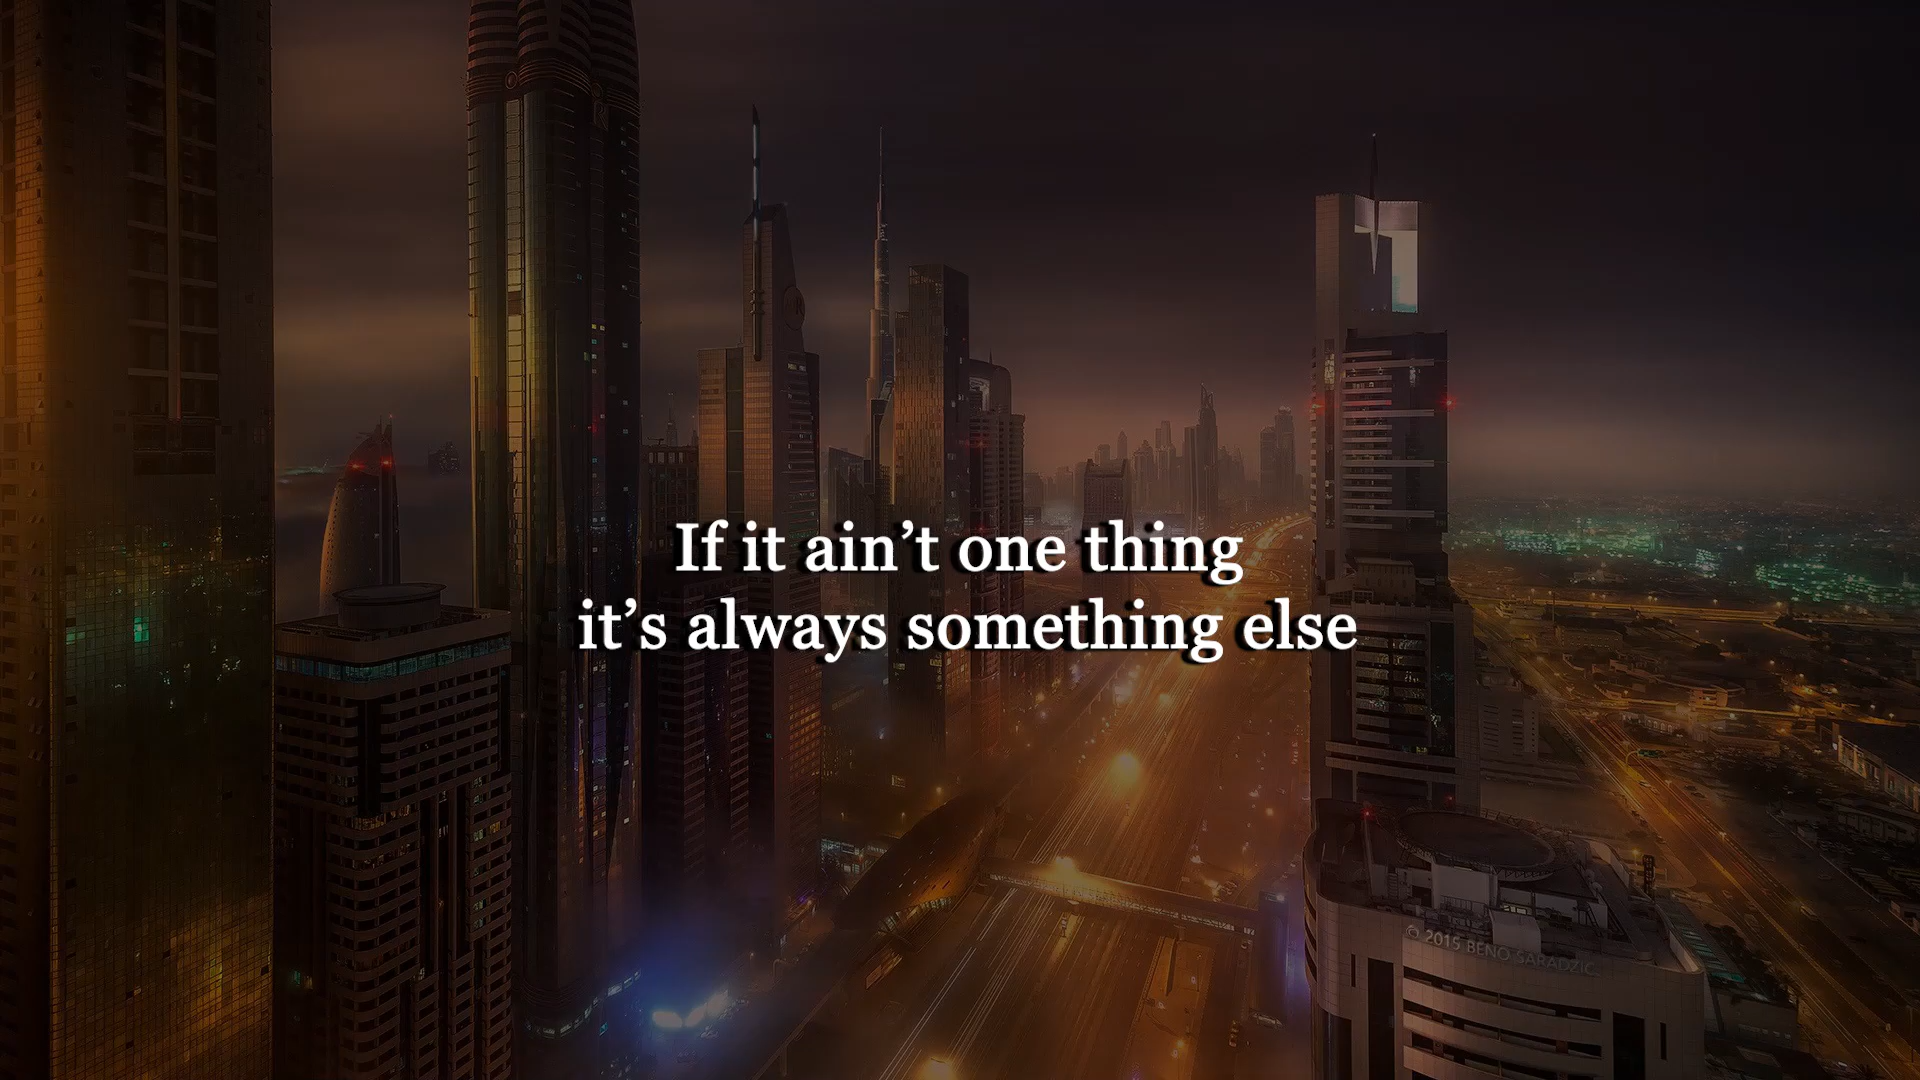 If it ain’t one thing
it’s always something else
© 2015 BENO SARADZIC